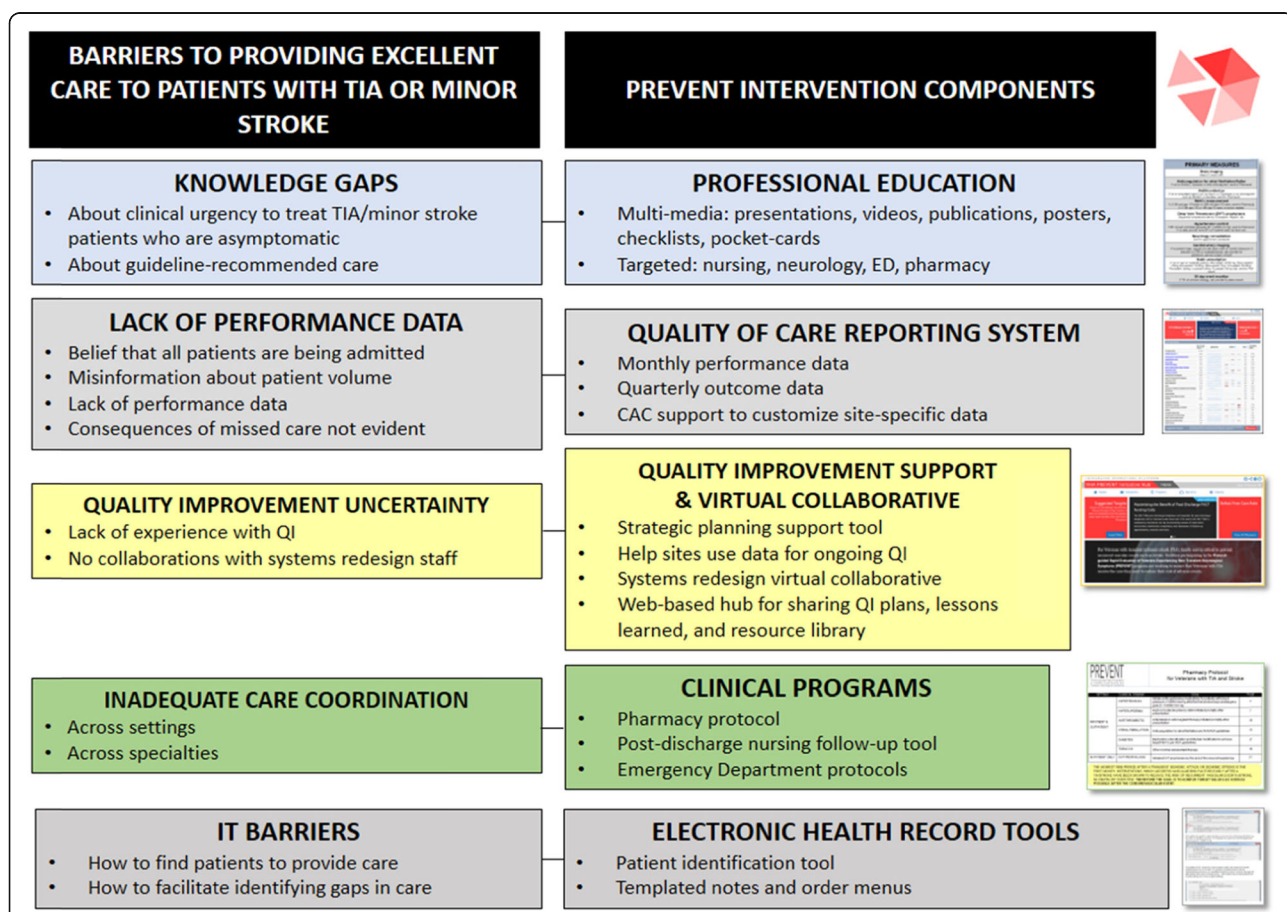 BARRIERS TO PROVIDING EXCELLENT
CARE TO PATIENTS WITH TIA OR MINOR
STROKE
PREVENT INTERVENTION COMPONENTS
KNOWLEDGE GAPS
• About clinical urgency to treat TIA/minor stroke
patients who are asymptomatic
• About guideline-recommended care
PROFESSIONAL EDUCATION
• Multi-media: presentations, videos, publications, posters,
checklists, pocket-cards
• Targeted: nursing, neurology, ED, pharmacy
PRIMARY MEASURES
LACK OF PERFORMANCE DATA
• Belief that all patients are being admitted
• Misinformation about patient volume
• Lack of performance data
• Consequences of missed care not evident
QUALITY OF CARE REPORTING SYSTEM
• Monthly performance data
• Quarterly outcome data
• CAC support to customize site-specific data
QUALITY IMPROVEMENT UNCERTAINTY
• Lack of experience with QI
• No collaborations with systems redesign staff
QUALITY IMPROVEMENT SUPPORT
& VIRTUAL COLLABORATIVE
• Strategic planning support tool
• Help sites use data for ongoing QI
• Systems redesign virtual collaborative
• Web-based hub for sharing QI plans, lessons
learned, and resource library
INADEQUATE CARE COORDINATION
• Across settings
• Across specialties
CLINICAL PROGRAMS
• Pharmacy protocol
• Post-discharge nursing follow-up tool
• Emergency Department protocols
PREVENT
Pharmacy Protocol
for Veterans with TIA and Stroke
IT BARRIERS
• How to find patients to provide care
• How to facilitate identifying gaps in care
ELECTRONIC HEALTH RECORD TOOLS
• Patient identification tool
• Templated notes and order menus